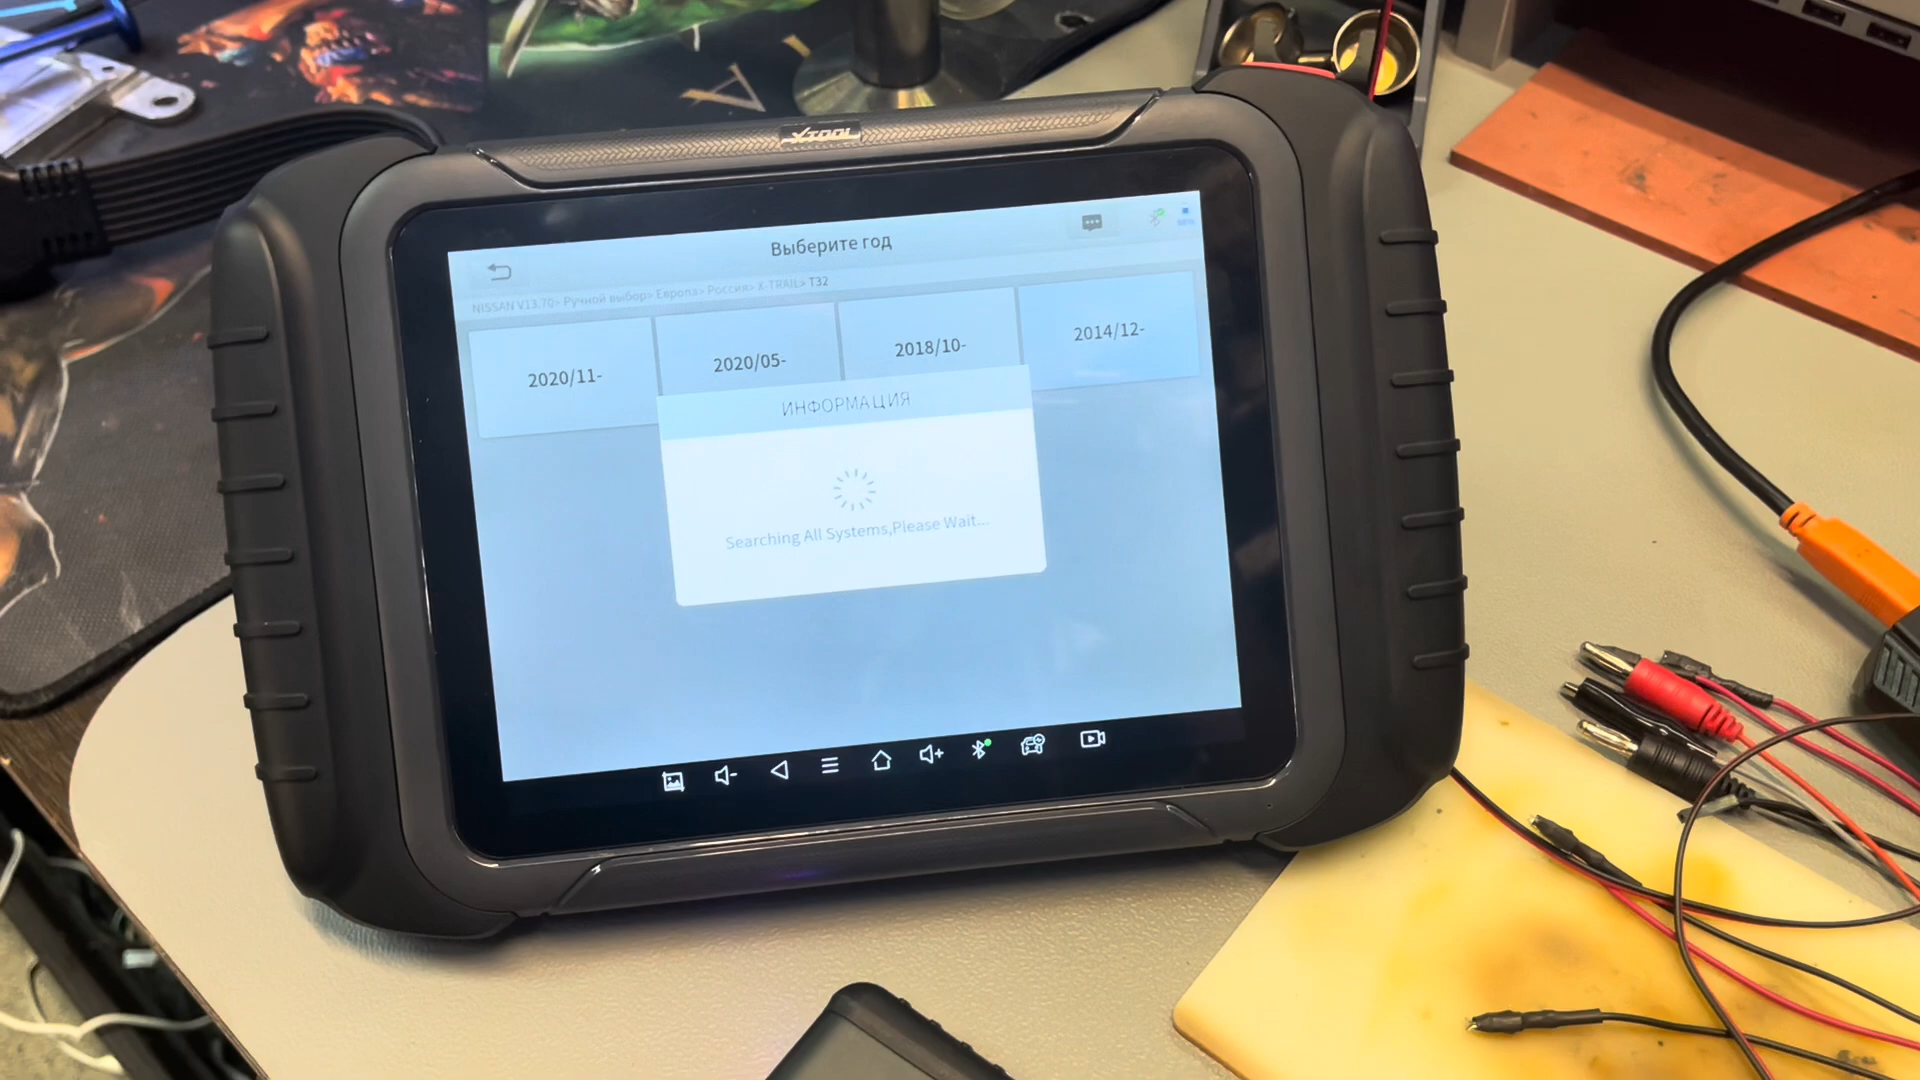 XTOOL
Выберите год
NISSAN V13.70> Ручной выбор> Европа> Россия> X-TRAIL> T32
2020/11-
2020/05-
2018/10-
2014/12-
ИНФОРМАЦИЯ
Searching All Systems,Please Wait...